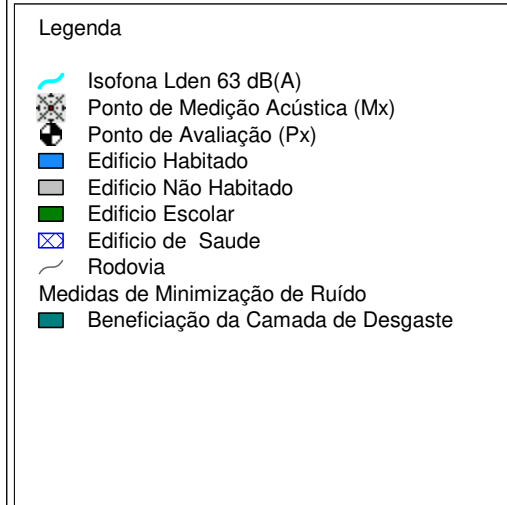 Legenda
Isofona Lden 63 dB(A)
Ponto de Medição Acústica (Mx)
Ponto de Avaliação (Px)
Edificio Habitado
Edificio Não Habitado
Edificio Escolar
Edificio de  Saude
Rodovia
Medidas de Minimização de Ruído
Beneficiação da Camada de Desgaste